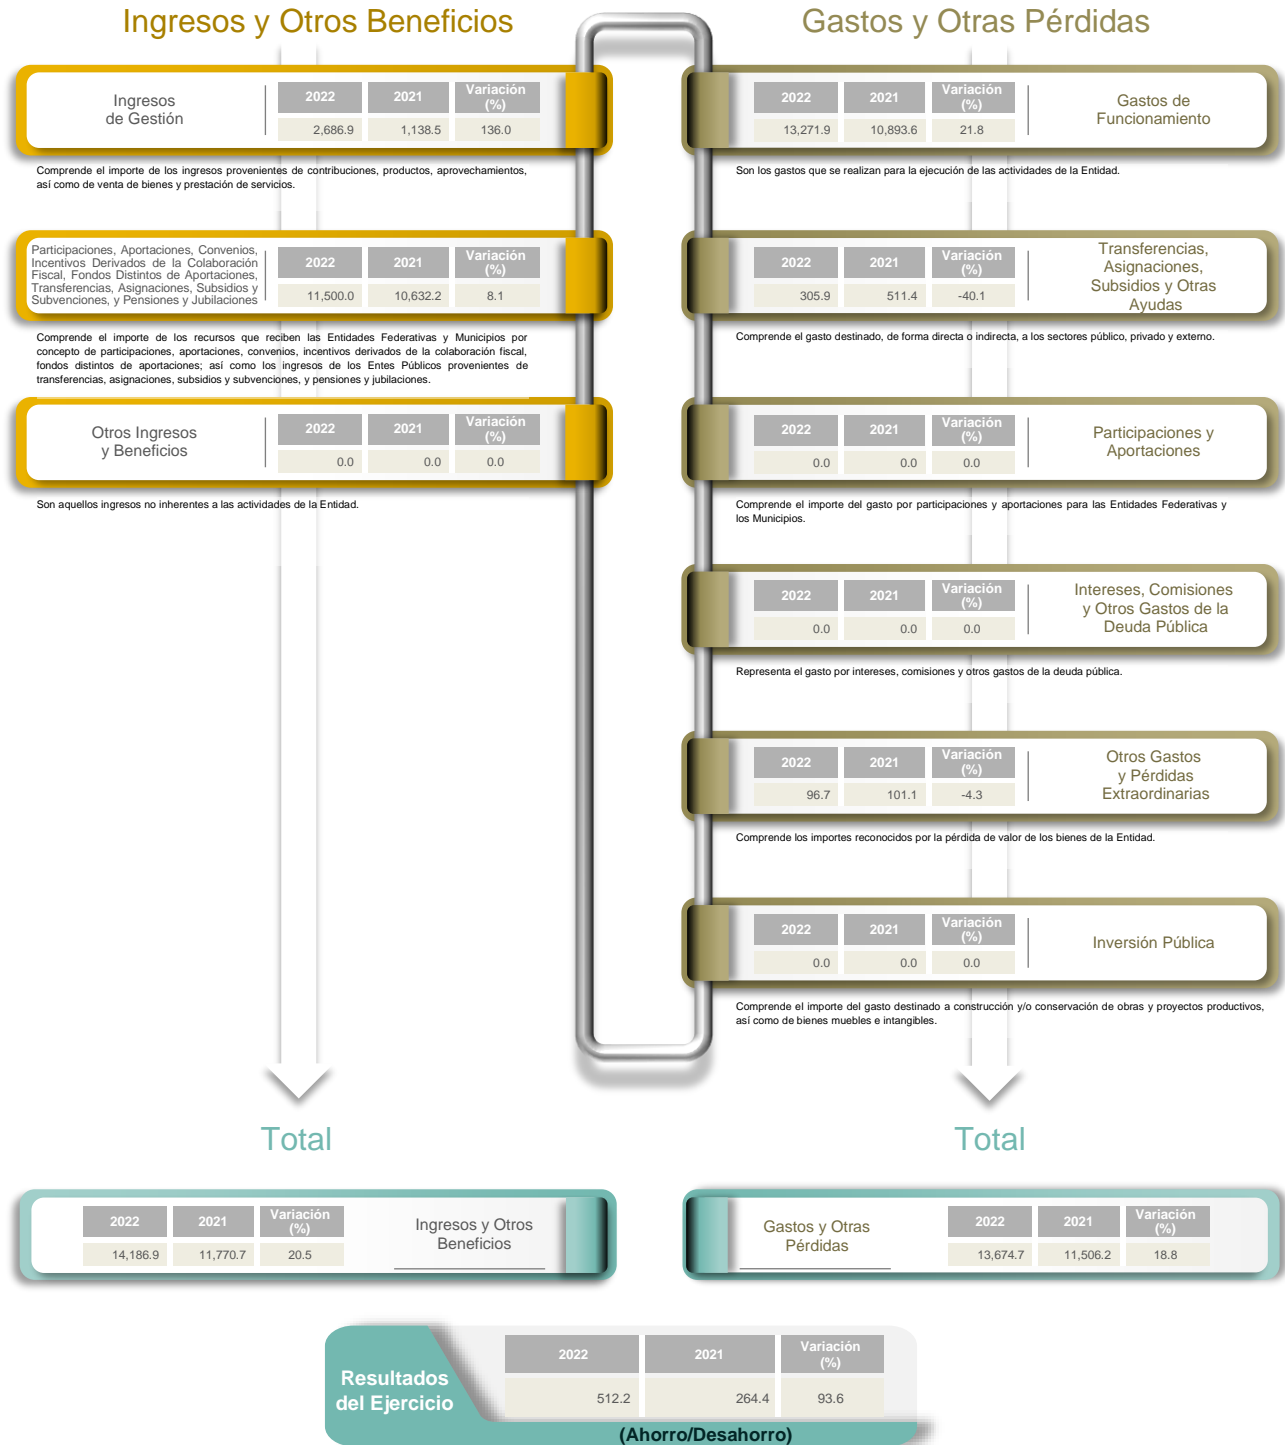 Ingresos y Otros Beneficios
Ingresos
de Gestión
2022 2021 Variación (%)
2,686.9 1,138.5 136.0
Comprende el importe de los ingresos provenientes de contribuciones, productos, aprovechamientos,
así como de venta de bienes y prestación de servicios.
Participaciones, Aportaciones, Convenios,
Incentivos Derivados de la Colaboración
Fiscal, Fondos Distintos de Aportaciones,
Transferencias, Asignaciones, Subsidios y
Subvenciones, y Pensiones y Jubilaciones
2022 2021 Variación (%)
11,500.0 10,632.2 8.1
Comprende el importe de los recursos que reciben las Entidades Federativas y Municipios por
concepto de participaciones, aportaciones, convenios, incentivos derivados de la colaboración fiscal,
fondos distintos de aportaciones; así como los ingresos de los Entes Públicos provenientes de
transferencias, asignaciones, subsidios y subvenciones, y pensiones y jubilaciones.
Otros Ingresos
y Beneficios
2022 2021 Variación (%)
0.0 0.0 0.0
Son aquellos ingresos no inherentes a las actividades de la Entidad.
Gastos y Otras Pérdidas
2022 2021 Variación (%)
13,271.9 10,893.6 21.8
Gastos de
Funcionamiento
Son los gastos que se realizan para la ejecución de las actividades de la Entidad.
2022 2021 Variación (%)
305.9 511.4 -40.1
Transferencias,
Asignaciones,
Subsidios y Otras
Ayudas
Comprende el gasto destinado, de forma directa o indirecta, a los sectores público, privado y externo.
2022 2021 Variación (%)
0.0 0.0 0.0
Participaciones y
Aportaciones
Comprende el importe del gasto por participaciones y aportaciones para las Entidades Federativas y
los Municipios.
2022 2021 Variación (%)
0.0 0.0 0.0
Intereses, Comisiones
y Otros Gastos de la
Deuda Pública
Representa el gasto por intereses, comisiones y otros gastos de la deuda pública.
2022 2021 Variación (%)
96.7 101.1 -4.3
Otros Gastos
y Pérdidas
Extraordinarias
Comprende los importes reconocidos por la pérdida de valor de los bienes de la Entidad.
2022 2021 Variación (%)
0.0 0.0 0.0
Inversión Pública
Comprende el importe del gasto destinado a construcción y/o conservación de obras y proyectos productivos,
así como de bienes muebles e intangibles.
Total
2022 2021 Variación (%)
14,186.9 11,770.7 20.5
Ingresos y Otros
Beneficios
Total
Gastos y Otras
Pérdidas
2022 2021 Variación (%)
13,674.7 11,506.2 18.8
Resultados
del Ejercicio
2022 2021 Variación (%)
512.2 264.4 93.6
(Ahorro/Desahorro)